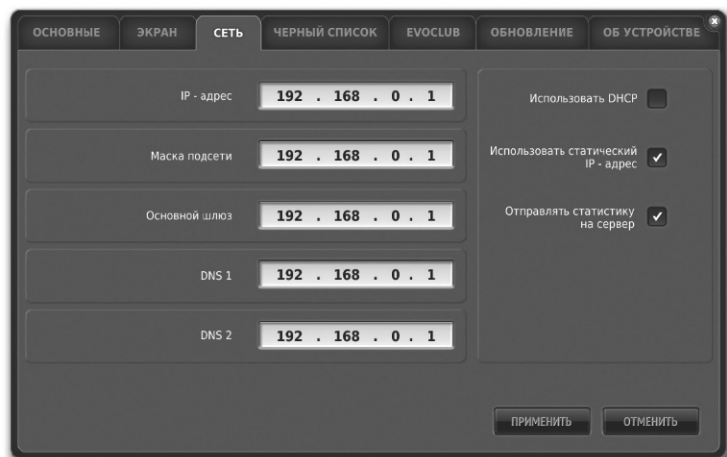 ОСНОВНЫЕ ЭКРАН СЕТЬ ЧЕРНЫЙ СПИСОК EVOCLUB ОБНОВЛЕНИЕ ОБ УСТРОЙСТВЕ
IP - адрес 192 . 168 . 0 . 1
Маска подсети 192 . 168 . 0 . 1
Основной шлюз 192 . 168 . 0 . 1
DNS 1 192 . 168 . 0 . 1
DNS 2 192 . 168 . 0 . 1
Использовать DHCP
Использовать статический
IP - адрес
Отправлять статистику
на сервер
ПРИМЕНИТЬ ОТМЕНИТЬ